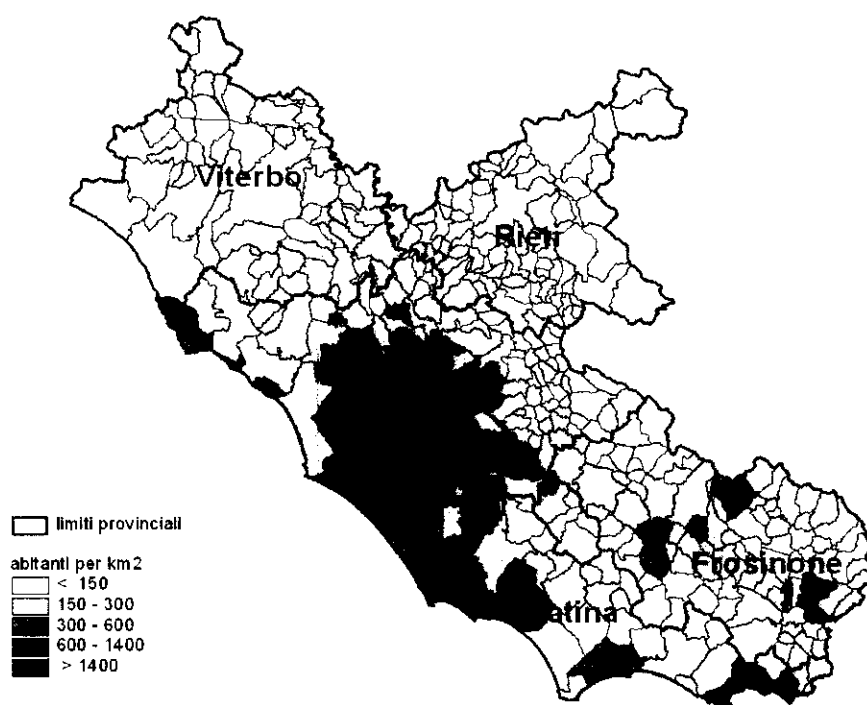 Viterbo
Rieti
Frosinone
atina
limiti provinciali
abitanti per km2
< 150
150 - 300
300 - 600
600 - 1400
> 1400